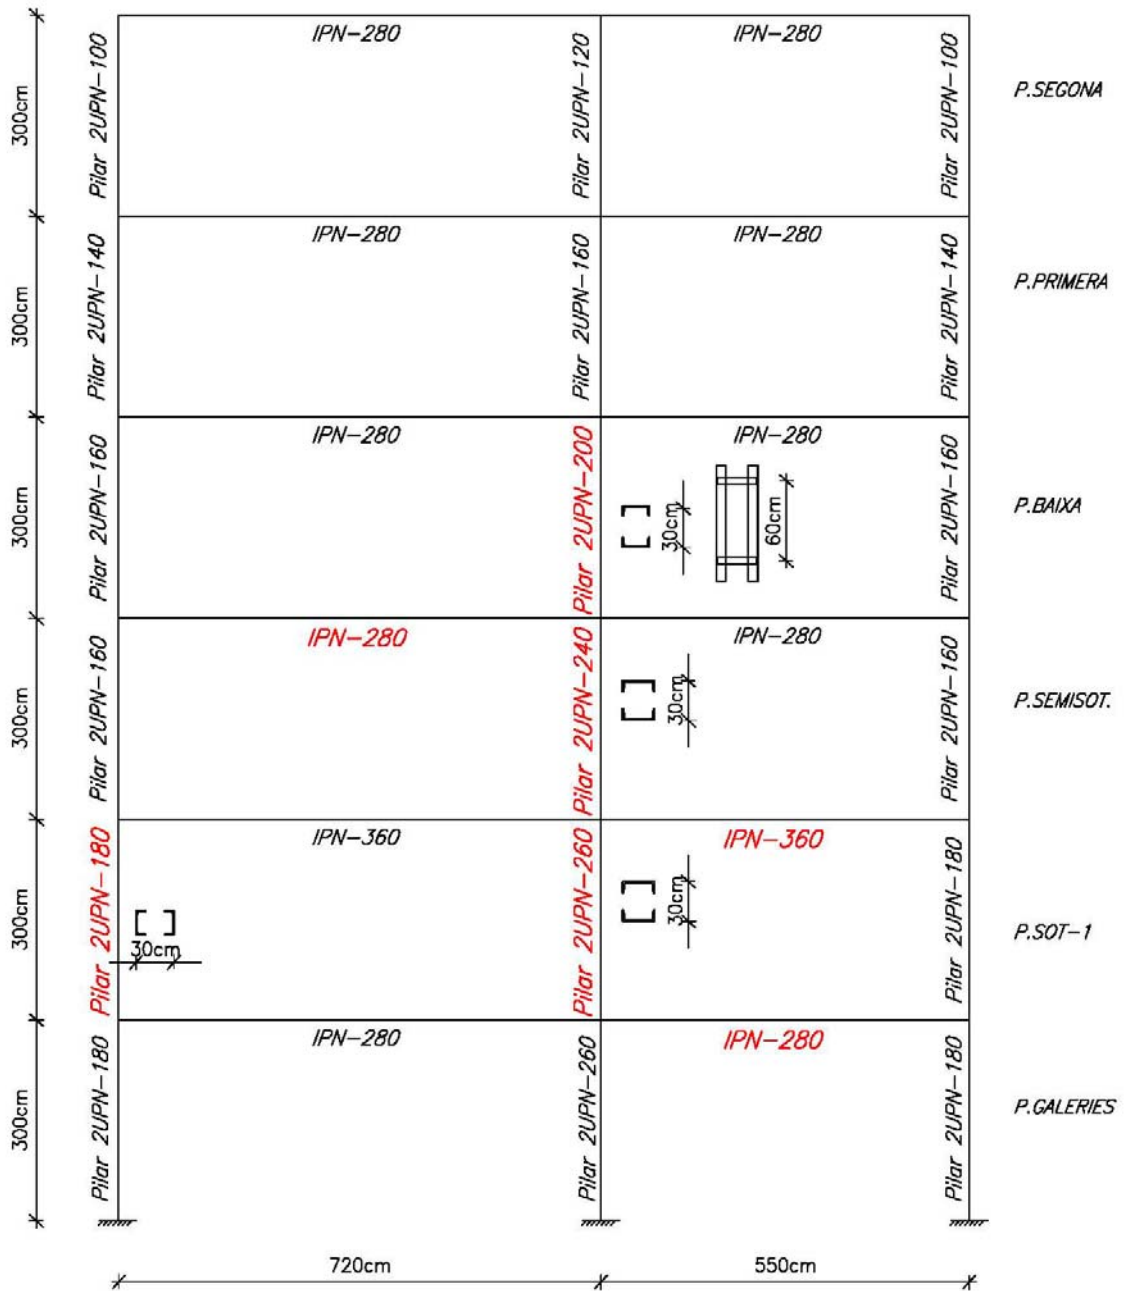 IPN-280
IPN-280
300cm
Pilar 2UPN-100
Pilar 2UPN-120
Pilar 2UPN-100
P.SEGONA
IPN-280
IPN-280
300cm
Pilar 2UPN-140
Pilar 2UPN-160
Pilar 2UPN-140
P.PRIMERA
IPN-280
IPN-280
300cm
Pilar 2UPN-160
Pilar 2UPN-200
30cm
60cm
Pilar 2UPN-160
P.BAIXA
IPN-280
IPN-280
300cm
Pilar 2UPN-160
Pilar 2UPN-240
30cm
Pilar 2UPN-160
P.SEMISOT.
IPN-360
IPN-360
300cm
Pilar 2UPN-180
30cm
Pilar 2UPN-260
30cm
Pilar 2UPN-180
P.SOT-1
IPN-280
IPN-280
300cm
Pilar 2UPN-180
Pilar 2UPN-260
Pilar 2UPN-180
P.GALERIES
720cm
550cm